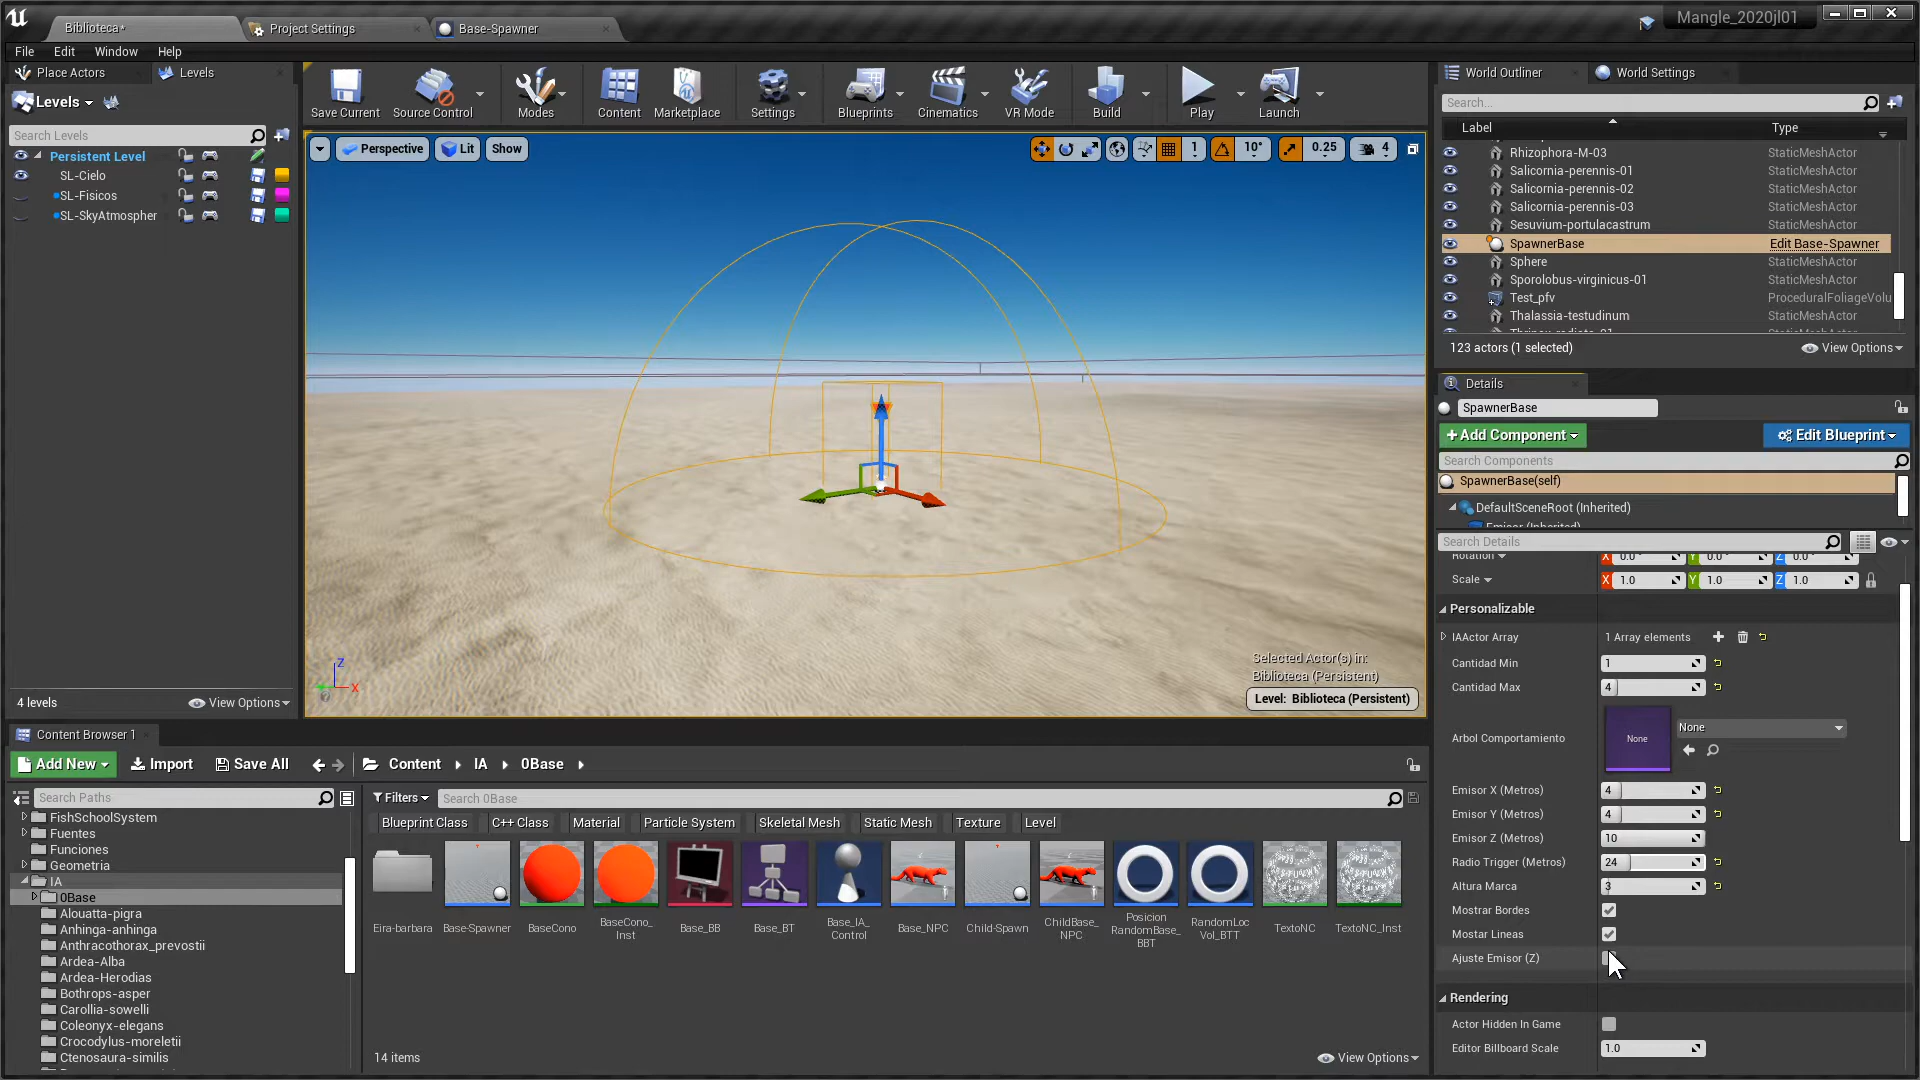 Biblioteca*
Project Settings
Base-Spawner
Mangle_2020jl01
File Edit Window Help
Place Actors
Levels
Levels
Search Levels
Persistent Level
SL-Cielo
SL-Fisicos
SL-SkyAtmospher
4 levels
View Options
Save Current
Source Control
Modes
Content
Marketplace
Settings
Blueprints
Cinematics
VR Mode
Build
Play
Launch
Perspective
Lit
Show
1
10°
0.25
4
Z
X
Selected Actor(s) in:
Biblioteca (Persistent)
Level: Biblioteca (Persistent)
World Outliner
World Settings
Search...
Label
Type
Rhizophora-M-03 StaticMeshActor
Salicornia-perennis-01 StaticMeshActor
Salicornia-perennis-02 StaticMeshActor
Salicornia-perennis-03 StaticMeshActor
Sesuvium-portulacastrum StaticMeshActor
SpawnerBase Edit Base-Spawner
Sphere StaticMeshActor
Sporolobus-virginicus-01 StaticMeshActor
Test_pfv ProceduralFoliageVolu
Thalassia-testudinum StaticMeshActor
123 actors (1 selected)
View Options
Details
SpawnerBase
+Add Component
Edit Blueprint
Search Components
SpawnerBase(self)
DefaultSceneRoot (Inherited)
Emisor (Inherited)
Search Details
Rotation X 0.0° Y 0.0° Z 0.0°
Scale X 1.0 Y 1.0 Z 1.0
Personalizable
IAActor Array 1 Array elements
Cantidad Min 1
Cantidad Max 4
Arbol Comportamiento None None
Emisor X (Metros) 4
Emisor Y (Metros) 4
Emisor Z (Metros) 10
Radio Trigger (Metros) 24
Altura Marca 3
Mostrar Bordes
Mostar Lineas
Ajuste Emisor (Z)
Rendering
Actor Hidden In Game
Editor Billboard Scale 1.0
Content Browser 1
Add New
Import
Save All
Content
IA
0Base
Search Paths
FishSchoolSystem
Fuentes
Funciones
Geometria
IA
0Base
Alouatta-pigra
Anhinga-anhinga
Anthracothorax_prevostii
Ardea-Alba
Ardea-Herodias
Bothrops-asper
Carollia-sowelli
Coleonyx-elegans
Crocodylus-moreletii
Ctenosaura-similis
Filters
Search 0Base
Blueprint Class
C++ Class
Material
Particle System
Skeletal Mesh
Static Mesh
Texture
Level
Eira-barbara
Base-Spawner
BaseCono
BaseCono_
Inst
Base_BB
Base_BT
Base_IA_
Control
Base_NPC
Child-Spawn
ChildBase_
NPC
Posicion
RandomBase_
BBT
RandomLoc
Vol_BTT
TextoNC
TextoNC_Inst
14 items
View Options